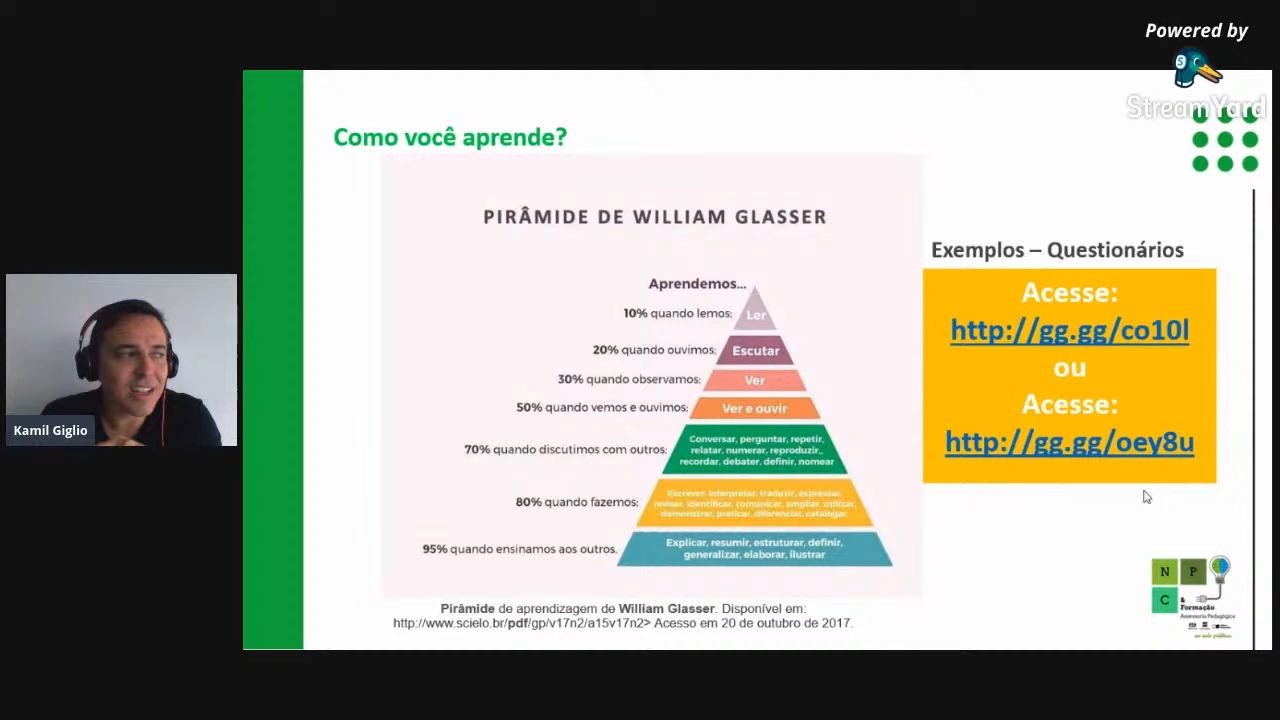 Powered by
StreamYard
Como você aprende?
PIRÂMIDE DE WILLIAM GLASSER
Aprendemos...
10% quando lemos;
Ler
20% quando ouvimos;
Escutar
30% quando observamos;
Ver
50% quando vemos e ouvimos;
Ver e ouvir
70% quando discutimos com outros;
Conversar, perguntar, repetir,
relatar, numerar, reproduzir,,
recordar, debater, definir, nomear
80% quando fazemos;
Escrever, interpretar, traduzir, expressar,
revisar, identificar, comunicar, ampliar, utilizar,
demonstrar, praticar, diferenciar, catalogar.
95% quando ensinamos aos outros.
Explicar, resumir, estruturar, definir,
generalizar, elaborar, ilustrar
Pirâmide de aprendizagem de William Glasser. Disponível em:
http://www.scielo.br/pdf/gp/v17n2/a15v17n2> Acesso em 20 de outubro de 2017.
Exemplos – Questionários
Acesse:
http://gg.gg/co10l
ou
Acesse:
http://gg.gg/oey8u
Kamil Giglio
N P
C &
Formação
Assessoria Pedagógica